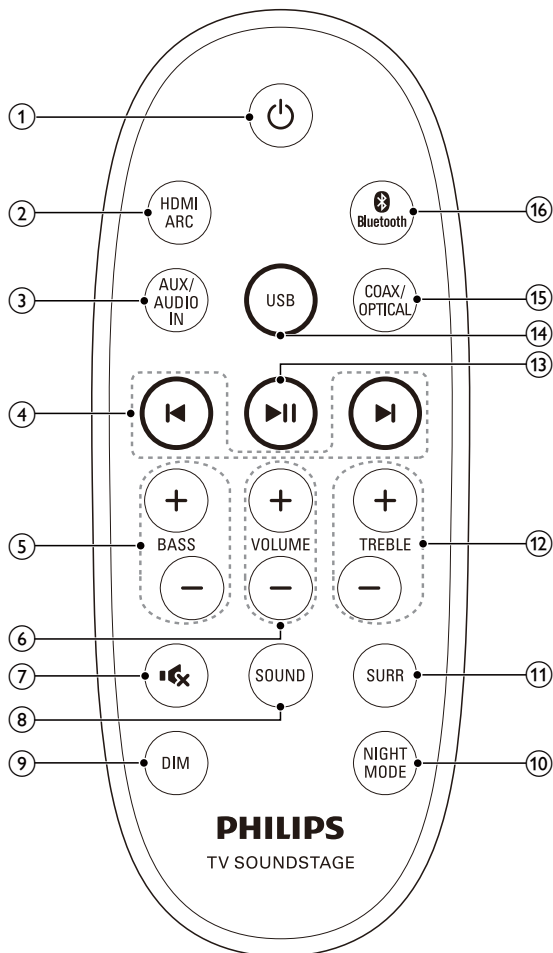 1
2
HDMI
ARC
Bluetooth
16
3
AUX/
AUDIO
IN
USB
COAX/
OPTICAL
15
14
13
4
5
BASS
VOLUME
TREBLE
12
6
7
SOUND
SURR
11
8
9
DIM
NIGHT
MODE
10
PHILIPS
TV SOUNDSTAGE